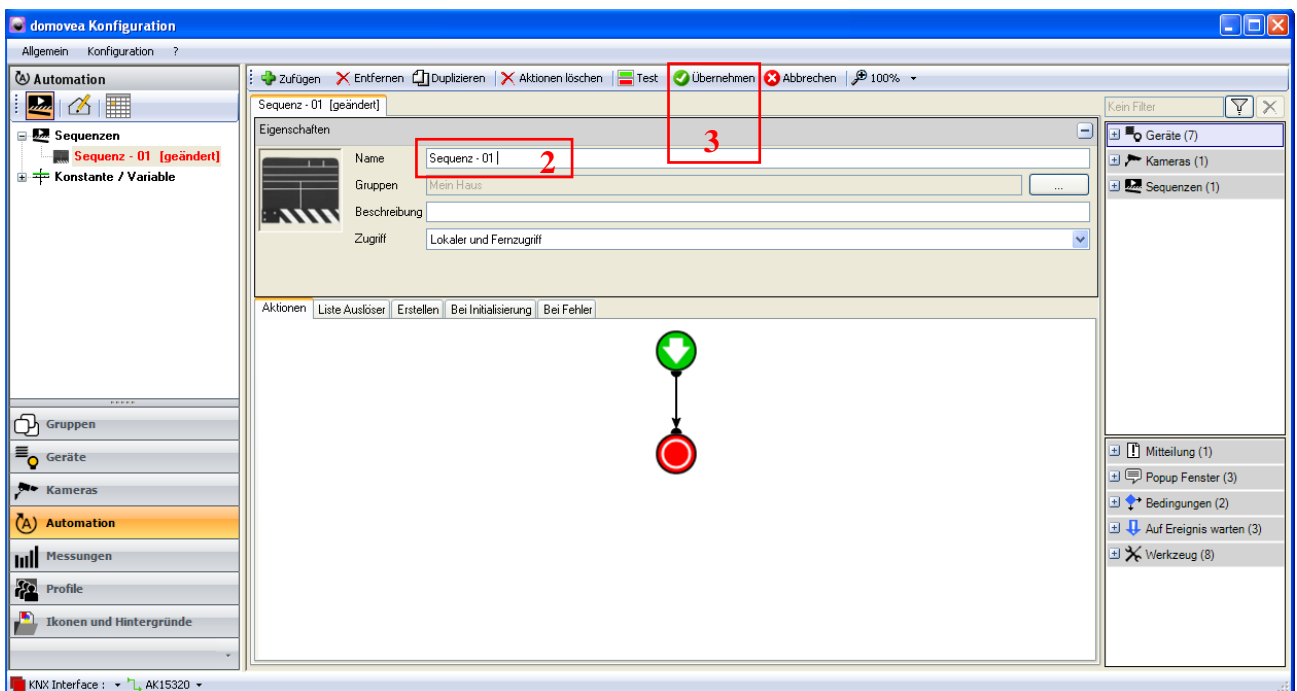 domovea Konfiguration
Allgemein Konfiguration ?
Automation
Zufügen Entfernen Duplizieren Aktionen löschen Test Übernehmen Abbrechen 100%
Sequenzen
Sequenz - 01 [geändert]
Konstante / Variable
Gruppen
Geräte
Kameras
Automation
Messungen
Profile
Ikonen und Hintergründe
Sequenz - 01 [geändert]
Eigenschaften
Name Sequenz - 01
2
3
Gruppen Mein Haus ...
Beschreibung
Zugriff Lokaler und Fernzugriff
Aktionen Liste Auslöser Erstellen Bei Initialisierung Bei Fehler
Kein Filter
Geräte (7)
Kameras (1)
Sequenzen (1)
Mitteilung (1)
Popup Fenster (3)
Bedingungen (2)
Auf Ereignis warten (3)
Werkzeug (8)
KNX Interface : AK15320